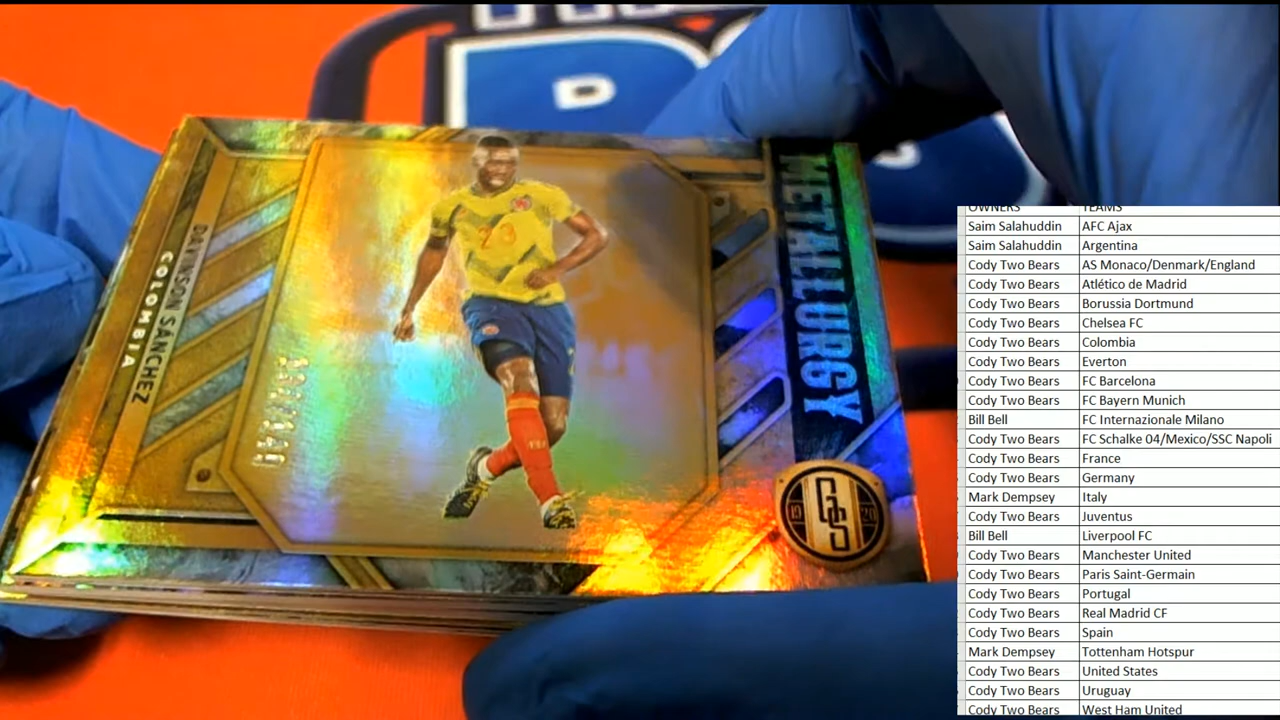 METALLURGY
DAVINSON SÁNCHEZ
COLOMBIA
23
19
GS
20
OWNERS TEAMS
Saim Salahuddin AFC Ajax
Saim Salahuddin Argentina
Cody Two Bears AS Monaco/Denmark/England
Cody Two Bears Atlético de Madrid
Cody Two Bears Borussia Dortmund
Cody Two Bears Chelsea FC
Cody Two Bears Colombia
Cody Two Bears Everton
Cody Two Bears FC Barcelona
Cody Two Bears FC Bayern Munich
Bill Bell FC Internazionale Milano
Cody Two Bears FC Schalke 04/Mexico/SSC Napoli
Cody Two Bears France
Cody Two Bears Germany
Mark Dempsey Italy
Cody Two Bears Juventus
Bill Bell Liverpool FC
Cody Two Bears Manchester United
Cody Two Bears Paris Saint-Germain
Cody Two Bears Portugal
Cody Two Bears Real Madrid CF
Cody Two Bears Spain
Mark Dempsey Tottenham Hotspur
Cody Two Bears United States
Cody Two Bears Uruguay
Cody Two Bears West Ham United